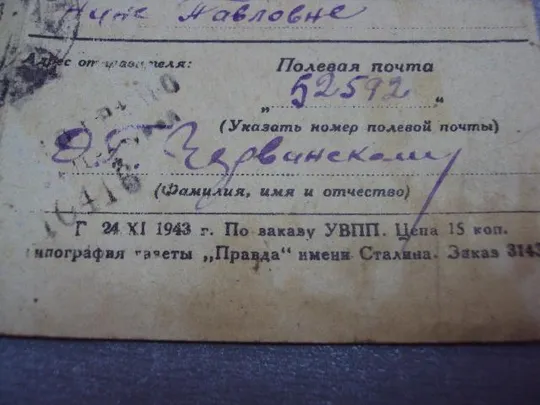 Нине Павловне
Адрес отправителя: Полевая почта
„ 52592 “
(Указать номер полевой почты)
Червинскому
(Фамилия, имя и отчество)
10416
Г 24 XI 1943 г. По заказу УВПП. Цена 15 коп.
типография газеты „Правда“ имени Сталина. Заказ 3143